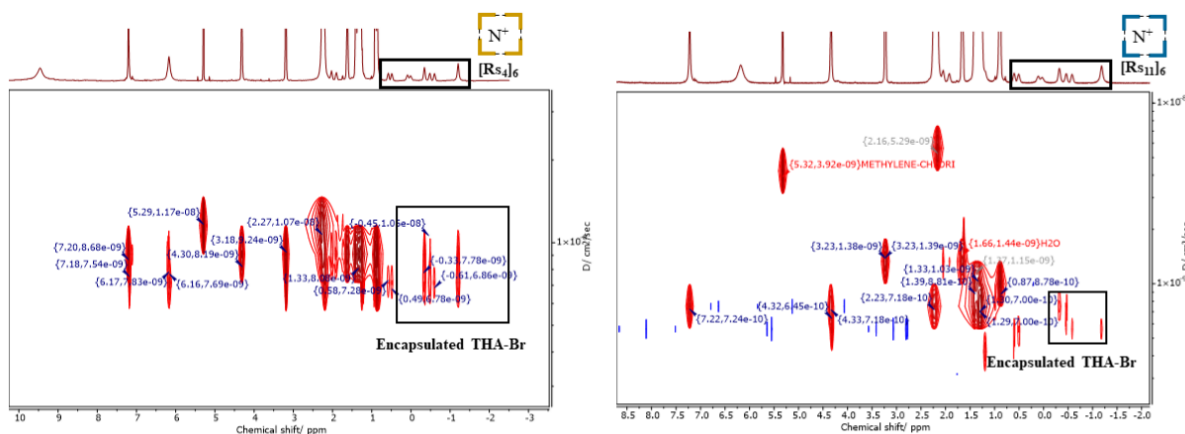 N⁺
[Rs₄]₆
{5.29,1.17e-08}
{2.27,1.07e-08}
{-0.45,1.06e-08}
{7.20,8.68e-09}
{3.18,9.24e-09}
{7.18,7.54e-09}
{4.30,8.19e-09}
{-0.33,7.78e-09}
{6.17,7.83e-09}
{6.16,7.69e-09}
{0.58,7.28e-09}
{-0.61,6.86e-09}
{0.49,6.78e-09}
Encapsulated THA-Br
D/ cm²/sec
10 9 8 7 6 5 4 3 2 1 0 -1 -2 -3
Chemical shift/ ppm
N⁺
[Rs₁₁]₆
{2.16,5.29e-09}
{5.32,3.92e-09}METHYLENE-CHLORI
{3.23,1.38e-09}
{3.23,1.39e-09}
{1.66,1.44e-09}H2O
{1.33,1.03e-09}
{1.39,8.81e-10}
{0.87,8.78e-10}
{2.23,7.18e-10}
{4.32,6.45e-10}
{1.29,7.00e-10}
{7.22,7.24e-10}
{4.33,7.18e-10}
Encapsulated THA-Br
8.5 8.0 7.5 7.0 6.5 6.0 5.5 5.0 4.5 4.0 3.5 3.0 2.5 2.0 1.5 1.0 0.5 0.0 -0.5 -1.0 -1.5 -2.0
Chemical shift/ ppm